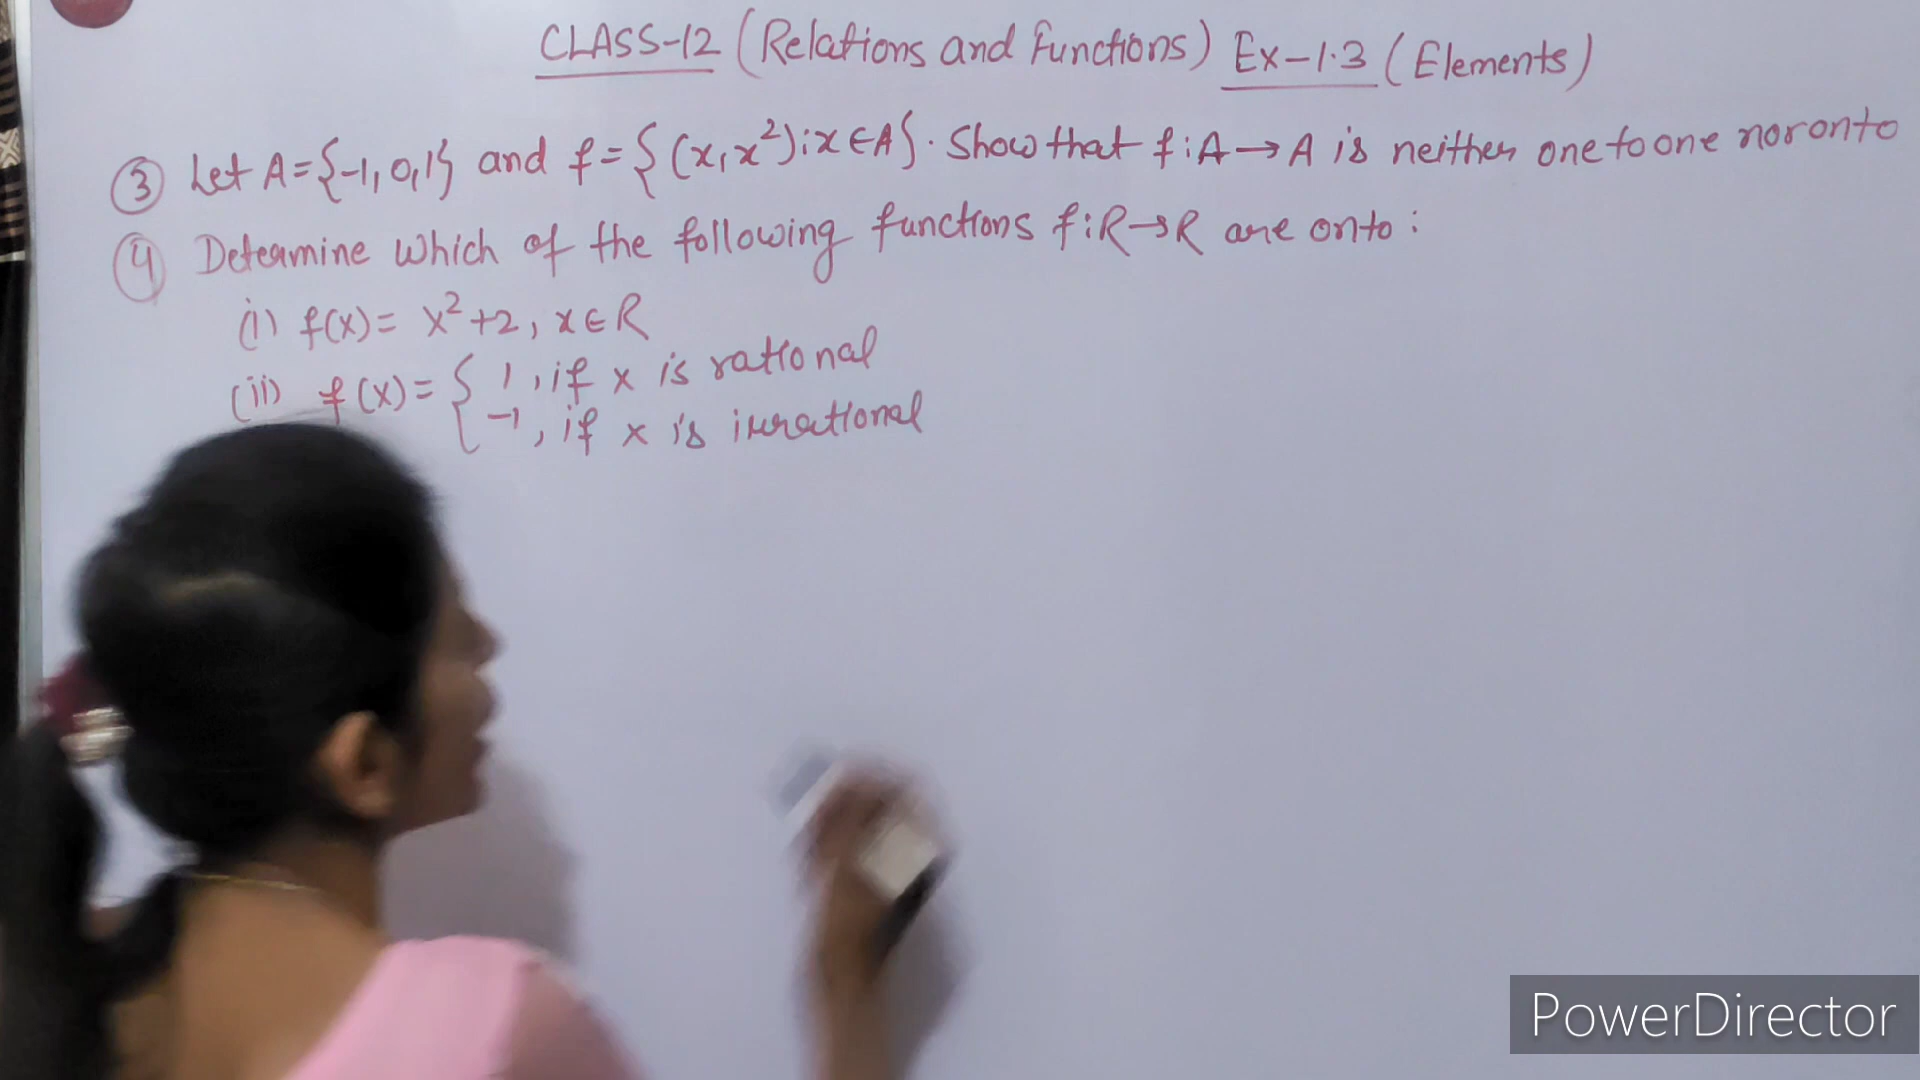 CLASS-12 (Relations and Functions) Ex-1.3 (Elements)
③ Let A={-1,0,1} and f={(x,x²):x∈A}. Show that f:A→A is neither one to one nor onto
④ Determine which of the following functions f:R→R are onto:
(i) f(x)= x²+2, x∈R
(ii) f(x)= { 1, if x is rational
-1, if x is irrational
PowerDirector